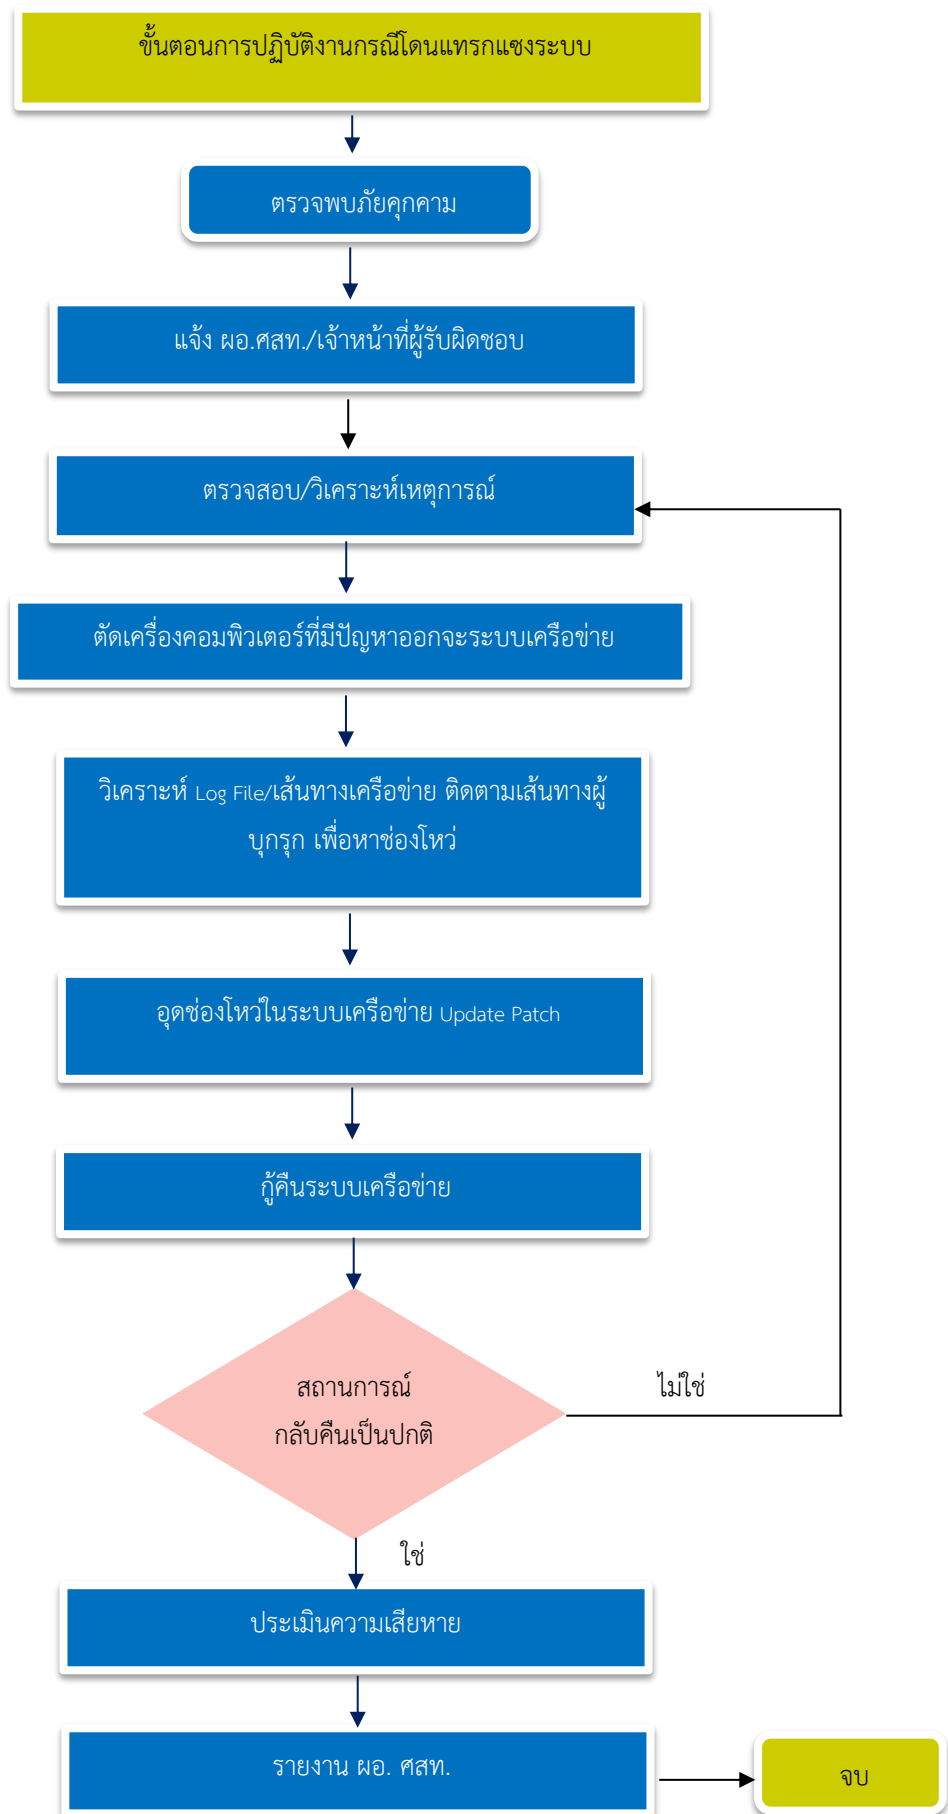 ขั้นตอนการปฏิบัติงานกรณีโดนแทรกแซงระบบ
ตรวจพบภัยคุกคาม
แจ้ง ผอ.ศสท./เจ้าหน้าที่ผู้รับผิดชอบ
ตรวจสอบ/วิเคราะห์เหตุการณ์
ตัดเครื่องคอมพิวเตอร์ที่มีปัญหาออกจะระบบเครือข่าย
วิเคราะห์ Log File/เส้นทางเครือข่าย ติดตามเส้นทางผู้
บุกรุก เพื่อหาช่องโหว่
อุดช่องโหว่ในระบบเครือข่าย Update Patch
กู้คืนระบบเครือข่าย
สถานการณ์
กลับคืนเป็นปกติ
ไม่ใช่
ใช่
ประเมินความเสียหาย
รายงาน ผอ. ศสท.
จบ